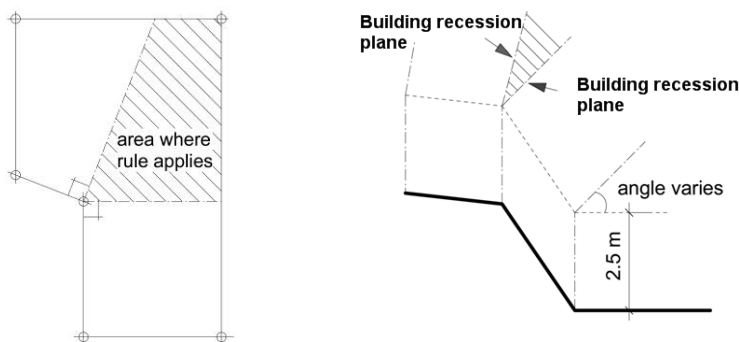 area where
rule applies
Building recession
plane
Building recession
plane
angle varies
2.5 m